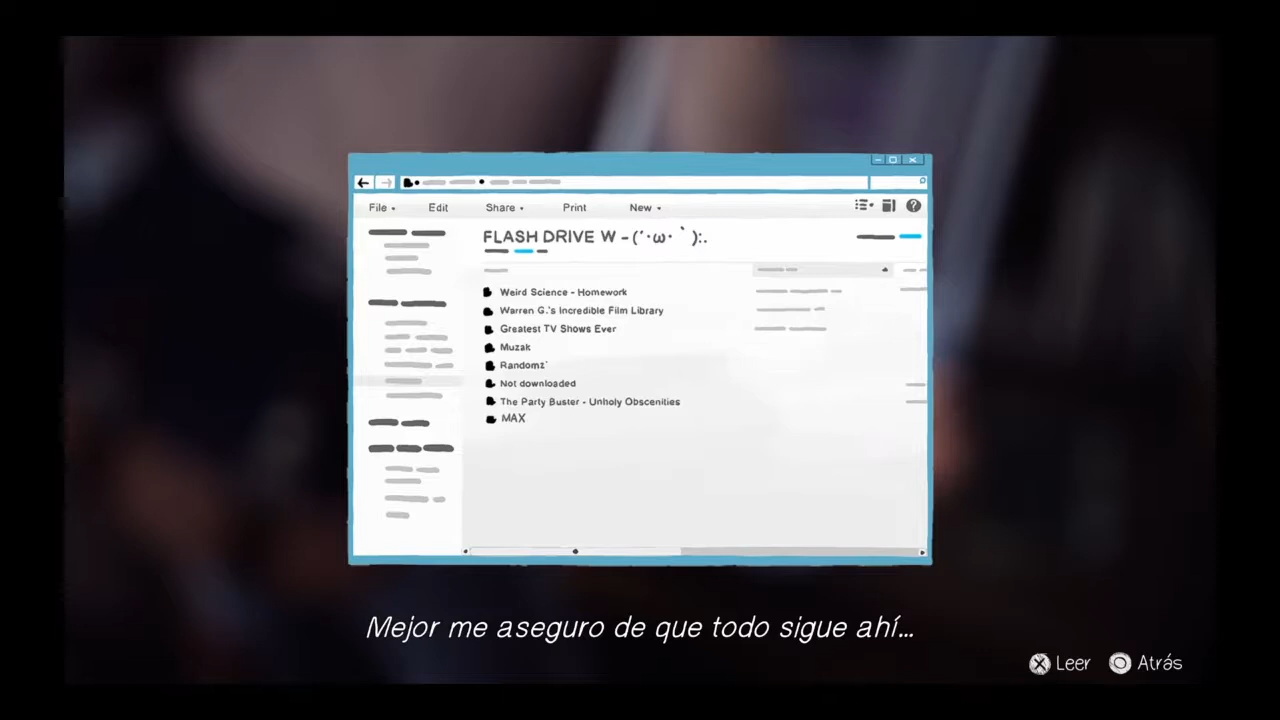 File Edit Share Print New
FLASH DRIVE W -(´･ω･`):.
Weird Science - Homework
Warren G.'s Incredible Film Library
Greatest TV Shows Ever
Muzak
Randomz'
Not downloaded
The Party Buster - Unholy Obscenities
MAX
Mejor me aseguro de que todo sigue ahí...
Leer Atrás